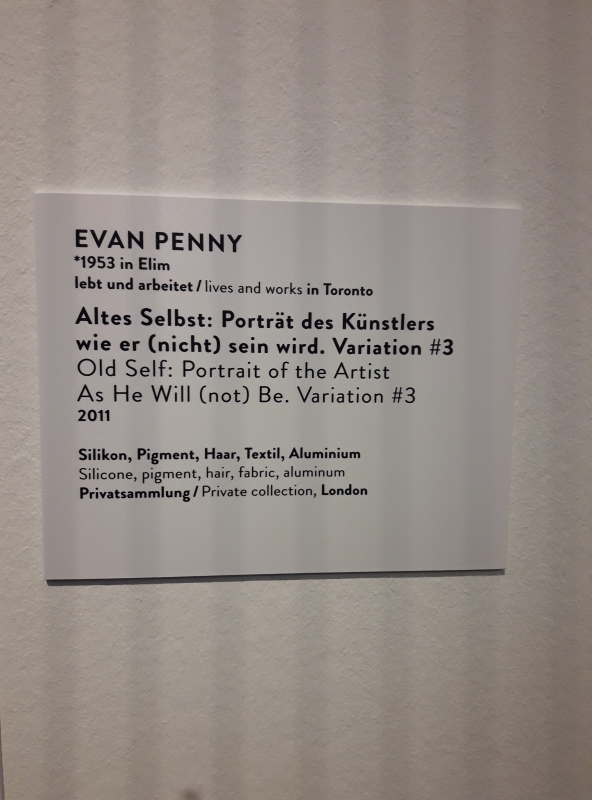 EVAN PENNY
*1953 in Elim
lebt und arbeitet / lives and works in Toronto
Altes Selbst: Porträt des Künstlers
wie er (nicht) sein wird. Variation #3
Old Self: Portrait of the Artist
As He Will (not) Be. Variation #3
2011
Silikon, Pigment, Haar, Textil, Aluminium
Silicone, pigment, hair, fabric, aluminum
Privatsammlung / Private collection, London